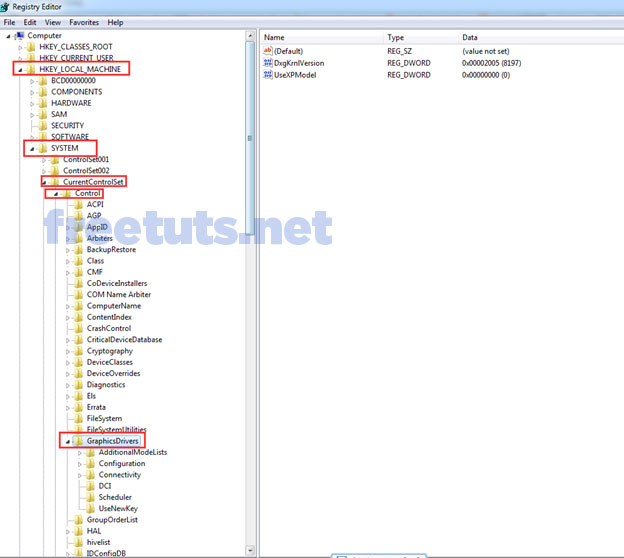 Registry Editor
File Edit View Favorites Help
Computer
HKEY_CLASSES_ROOT
HKEY_CURRENT_USER
HKEY_LOCAL_MACHINE
BCD00000000
COMPONENTS
HARDWARE
SAM
SECURITY
SOFTWARE
SYSTEM
ControlSet001
ControlSet002
CurrentControlSet
Control
ACPI
AGP
AppID
Arbiters
BackupRestore
Class
CMF
CoDeviceInstallers
COM Name Arbiter
ComputerName
ContentIndex
CrashControl
CriticalDeviceDatabase
Cryptography
DeviceClasses
DeviceOverrides
Diagnostics
Els
Errata
FileSystem
FileSystemUtilities
GraphicsDrivers
AdditionalModeLists
Configuration
Connectivity
DCI
Scheduler
UseNewKey
GroupOrderList
HAL
hivelist
IDConfigDB
Name Type Data
(Default) REG_SZ (value not set)
DxgKrnlVersion REG_DWORD 0x00002005 (8197)
UseXPModel REG_DWORD 0x00000000 (0)
freetuts.net